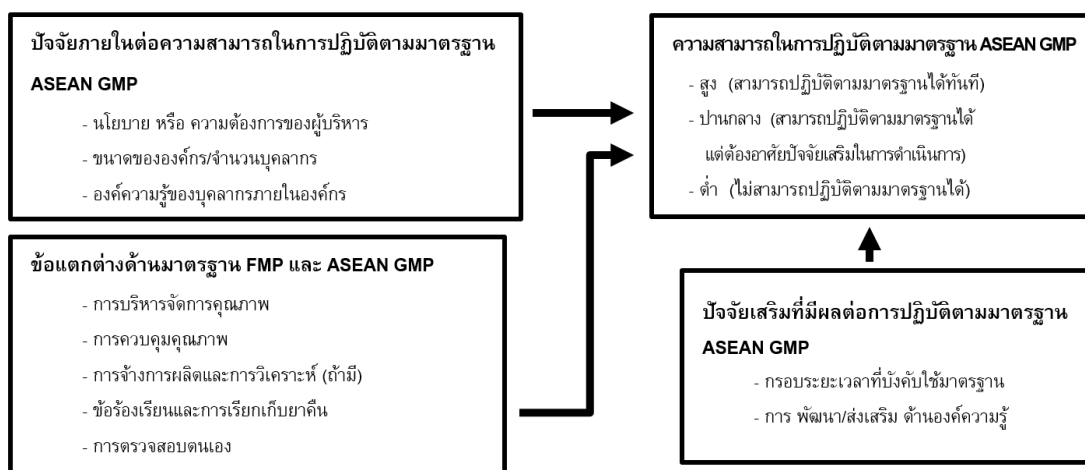 ปัจจัยภายในต่อความสามารถในการปฏิบัติตามมาตรฐาน
ASEAN GMP
- นโยบาย หรือ ความต้องการของผู้บริหาร
- ขนาดขององค์กร/จำนวนบุคลากร
- องค์ความรู้ของบุคลากรภายในองค์กร
ข้อแตกต่างด้านมาตรฐาน FMP และ ASEAN GMP
- การบริหารจัดการคุณภาพ
- การควบคุมคุณภาพ
- การจ้างการผลิตและการวิเคราะห์ (ถ้ามี)
- ข้อร้องเรียนและการเรียกเก็บยาคืน
- การตรวจสอบตนเอง
ความสามารถในการปฏิบัติตามมาตรฐาน ASEAN GMP
- สูง (สามารถปฏิบัติตามมาตรฐานได้ทันที)
- ปานกลาง (สามารถปฏิบัติตามมาตรฐานได้
แต่ต้องอาศัยปัจจัยเสริมในการดำเนินการ)
- ต่ำ (ไม่สามารถปฏิบัติตามมาตรฐานได้)
ปัจจัยเสริมที่มีผลต่อการปฏิบัติตามมาตรฐาน
ASEAN GMP
- กรอบระยะเวลาที่บังคับใช้มาตรฐาน
- การ พัฒนา/ส่งเสริม ด้านองค์ความรู้